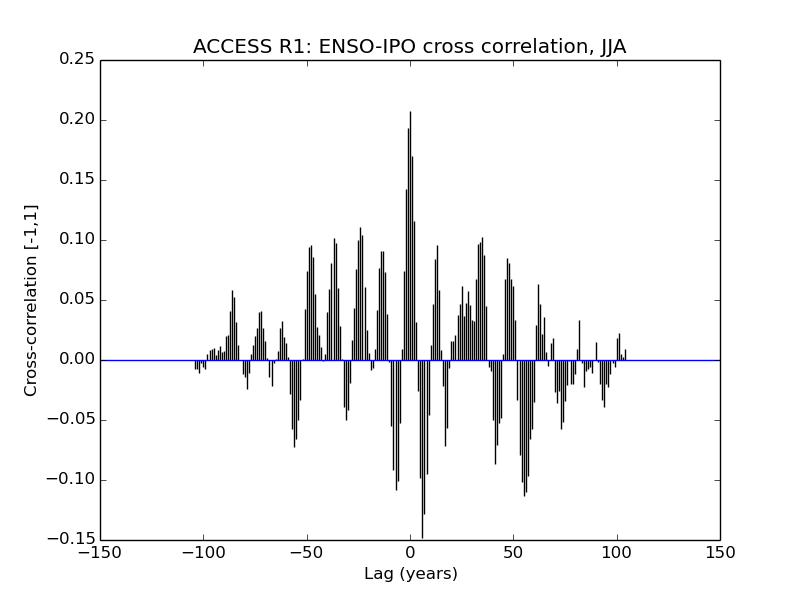 ACCESS R1: ENSO-IPO cross correlation, JJA
0.25
0.20
0.15
0.10
0.05
0.00
−0.05
−0.10
−0.15
Cross-correlation [-1,1]
−150 −100 −50 0 50 100 150
Lag (years)